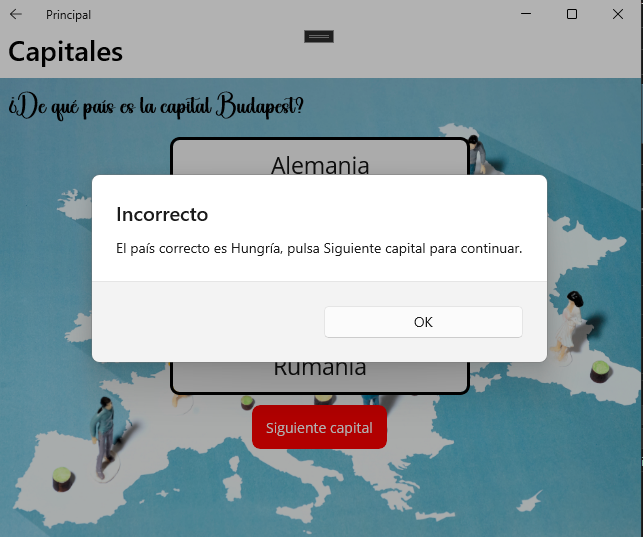 Principal
Capitales
¿De qué país es la capital Budapest?
Alemania
Incorrecto
El país correcto es Hungría, pulsa Siguiente capital para continuar.
OK
Rumania
Siguiente capital